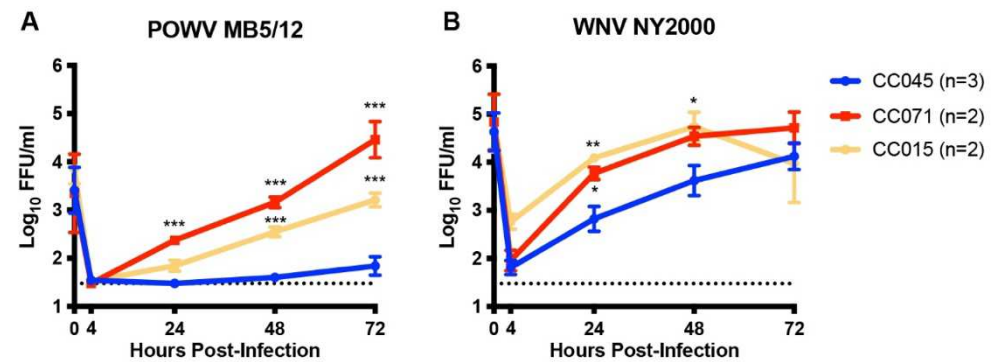 A
POWV MB5/12
Log10 FFU/ml
6
5
4
3
2
1
***
***
***
***
***
0 4 24 48 72
Hours Post-Infection
B
WNV NY2000
Log10 FFU/ml
6
5
4
3
2
1
**
*
*
0 4 24 48 72
Hours Post-Infection
CC045 (n=3)
CC071 (n=2)
CC015 (n=2)